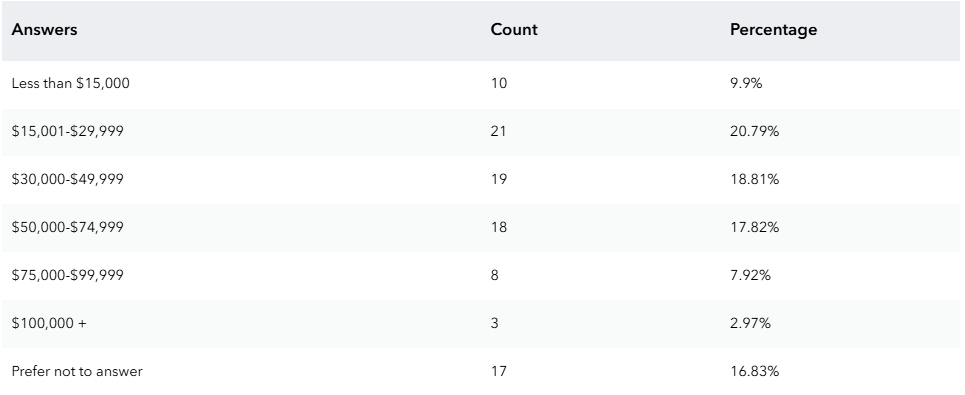 Answers Count Percentage
Less than $15,000 10 9.9%
$15,001-$29,999 21 20.79%
$30,000-$49,999 19 18.81%
$50,000-$74,999 18 17.82%
$75,000-$99,999 8 7.92%
$100,000 + 3 2.97%
Prefer not to answer 17 16.83%